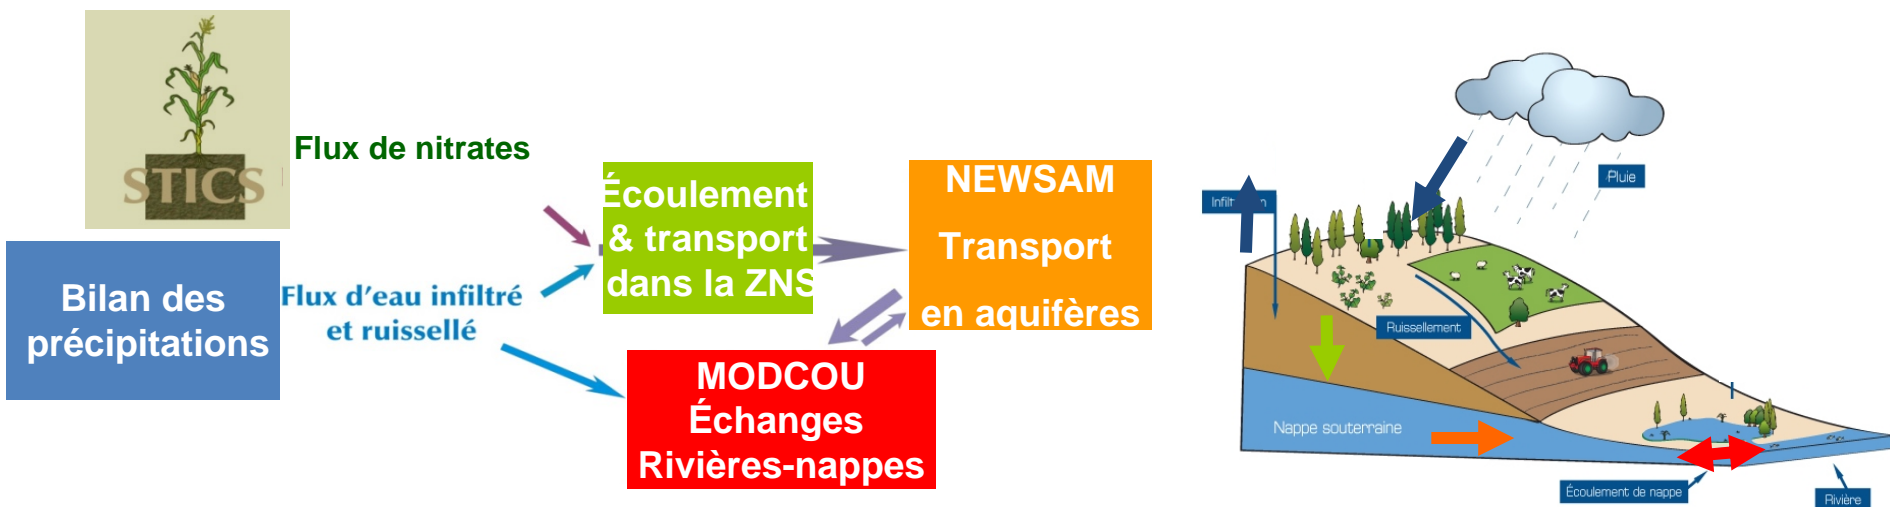 STICS
Flux de nitrates
Bilan des
précipitations
Flux d'eau infiltré
et ruissellé
Écoulement
& transport
dans la ZNS
NEWSAM
Transport
en aquifères
MODCOU
Échanges
Rivières-nappes
Pluie
Ruissellement
Nappe souterraine
Écoulement de nappe
Rivière